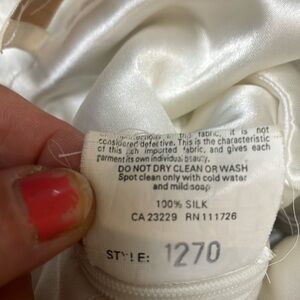 in this fabric, it is not
considered defective. This is the characteristic
of this rich imported fabric, and gives each
garment its own individual beauty.
DO NOT DRY CLEAN OR WASH
Spot clean only with cold water
and mild soap
100% SILK
CA 23229 RN 111726
STYLE: 1270